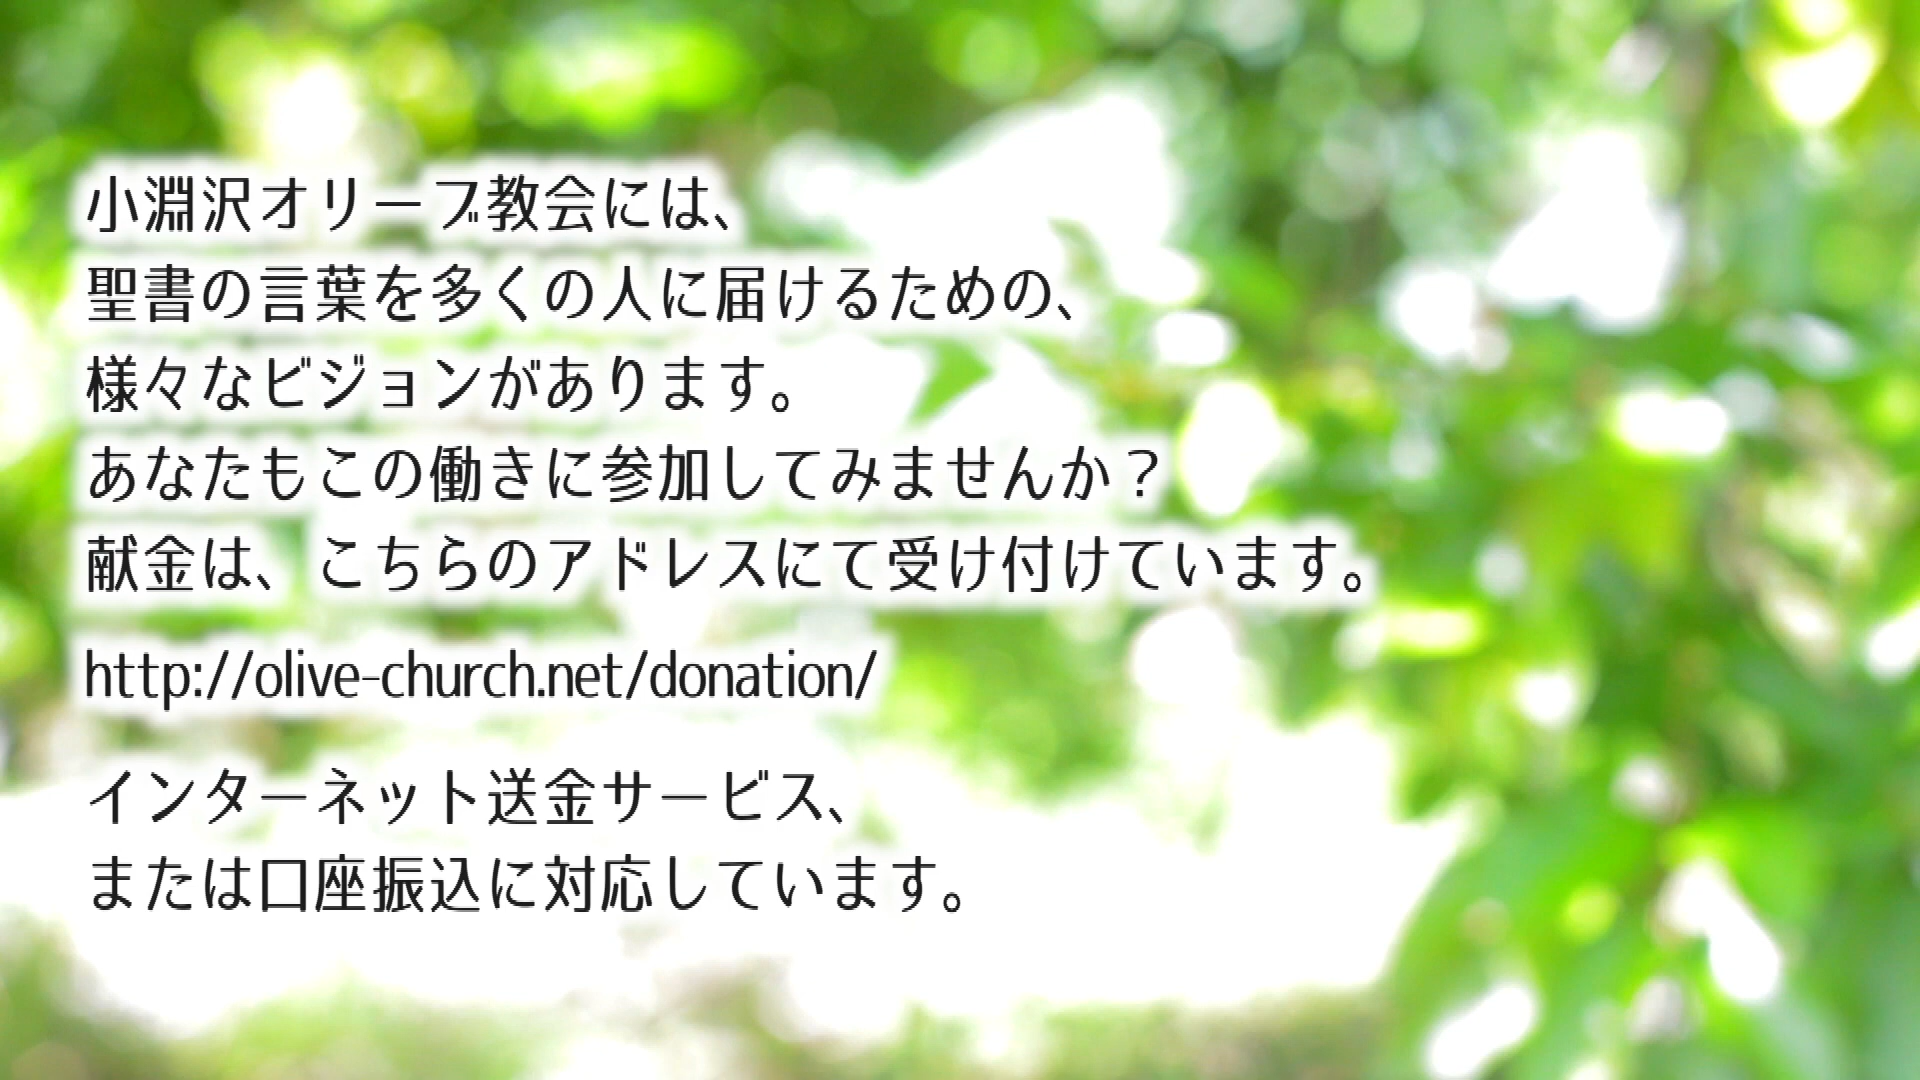 小淵沢オリーブ教会には、
聖書の言葉を多くの人に届けるための、
様々なビジョンがあります。
あなたもこの働きに参加してみませんか？
献金は、こちらのアドレスにて受け付けています。
http://olive-church.net/donation/
インターネット送金サービス、
または口座振込に対応しています。